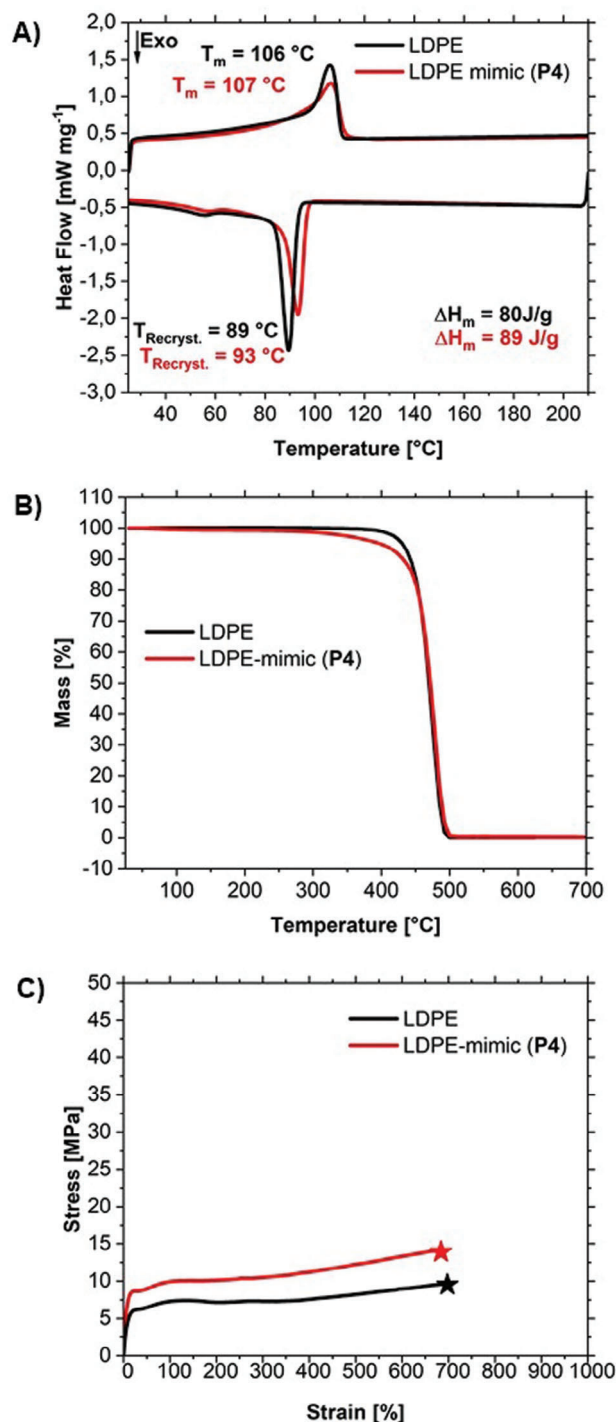 A)
↓Exo
T_m = 106 °C
T_m = 107 °C
LDPE
LDPE mimic (P4)
2,0
1,5
1,0
0,5
0,0
-0,5
-1,0
-1,5
-2,0
-2,5
-3,0
Heat Flow [mW mg⁻¹]
T_Recryst. = 89 °C
T_Recryst. = 93 °C
ΔH_m = 80J/g
ΔH_m = 89 J/g
40 60 80 100 120 140 160 180 200
Temperature [°C]
B)
110
100
90
80
70
60
50
40
30
20
10
0
-10
Mass [%]
LDPE
LDPE-mimic (P4)
100 200 300 400 500 600 700
Temperature [°C]
C)
50
45
40
35
30
25
20
15
10
5
0
Stress [MPa]
LDPE
LDPE-mimic (P4)
0 100 200 300 400 500 600 700 800 900 1000
Strain [%]